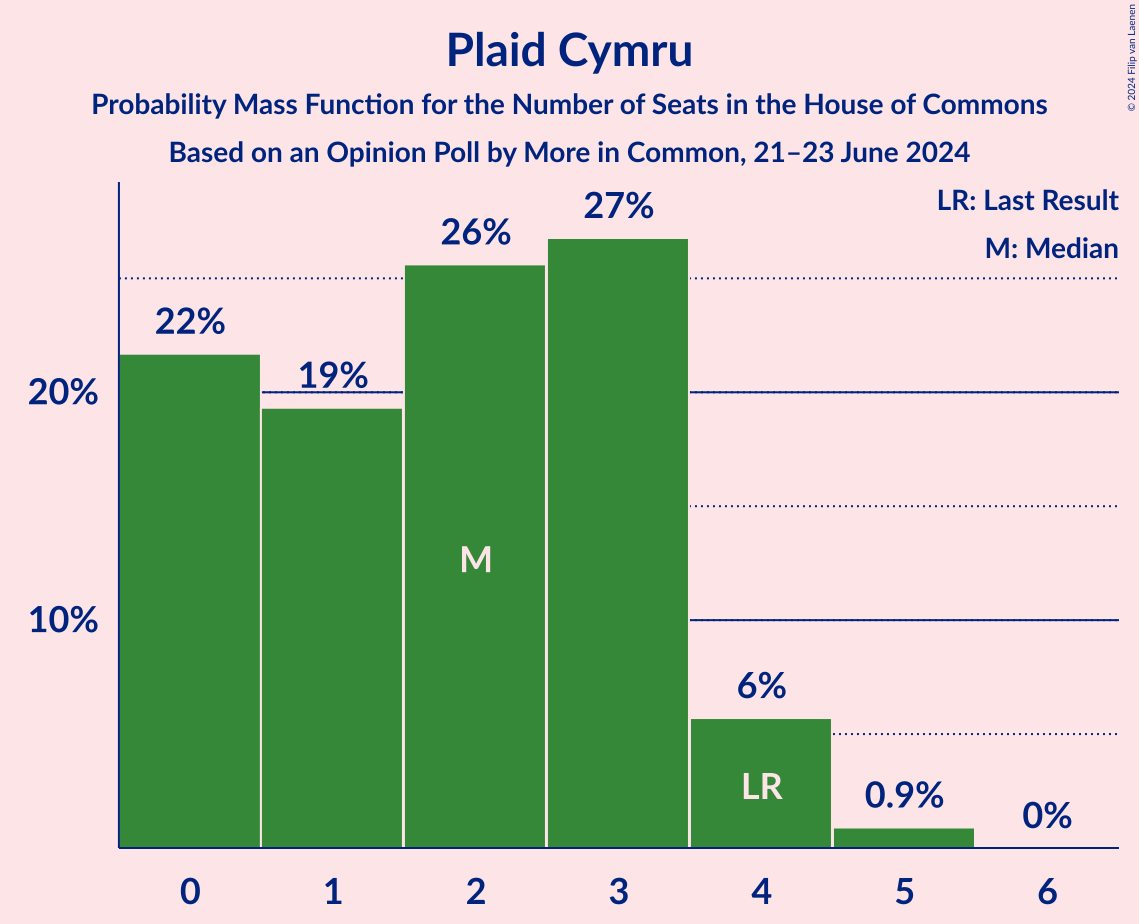 Plaid Cymru
Probability Mass Function for the Number of Seats in the House of Commons
Based on an Opinion Poll by More in Common, 21–23 June 2024
© 2024 Filip van Laenen
LR: Last Result
M: Median
27%
26%
22%
19%
20%
M
10%
6%
LR
0.9%
0%
0 1 2 3 4 5 6